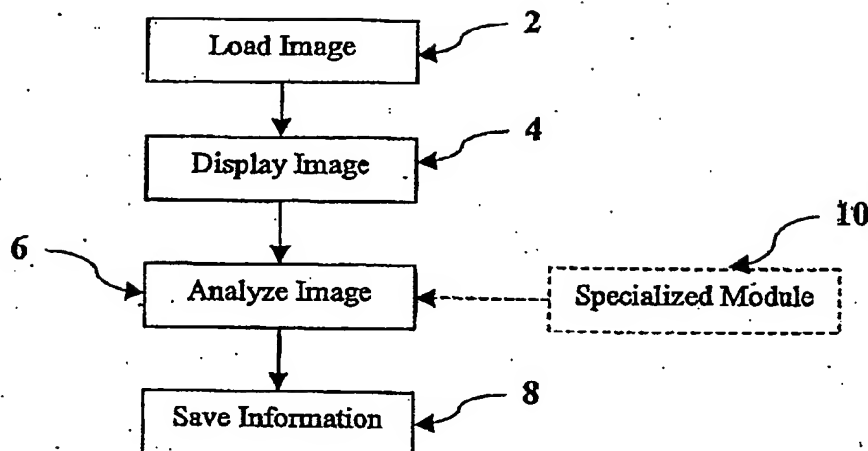 Load Image
2
Display Image
4
6
Analyze Image
Specialized Module
10
Save Information
8